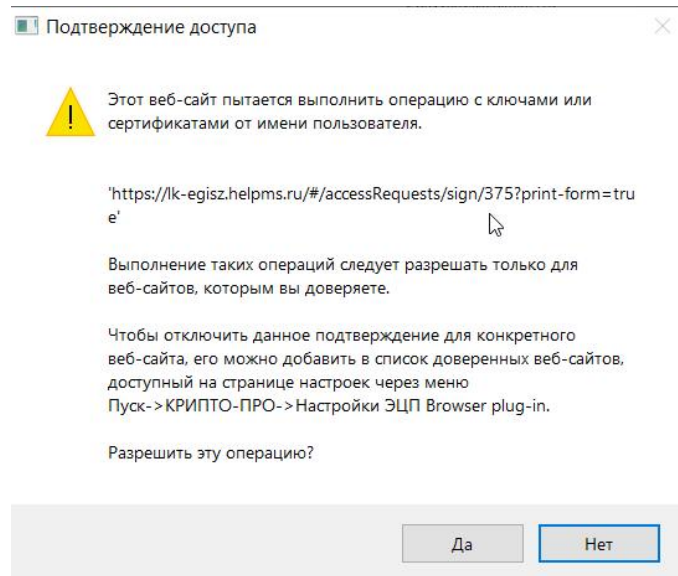 Подтверждение доступа
Этот веб-сайт пытается выполнить операцию с ключами или
сертификатами от имени пользователя.
'https://lk-egisz.helpms.ru/#/accessRequests/sign/375?print-form=tru
e'
Выполнение таких операций следует разрешать только для
веб-сайтов, которым вы доверяете.
Чтобы отключить данное подтверждение для конкретного
веб-сайта, его можно добавить в список доверенных веб-сайтов,
доступный на странице настроек через меню
Пуск->КРИПТО-ПРО->Настройки ЭЦП Browser plug-in.
Разрешить эту операцию?
Да
Нет